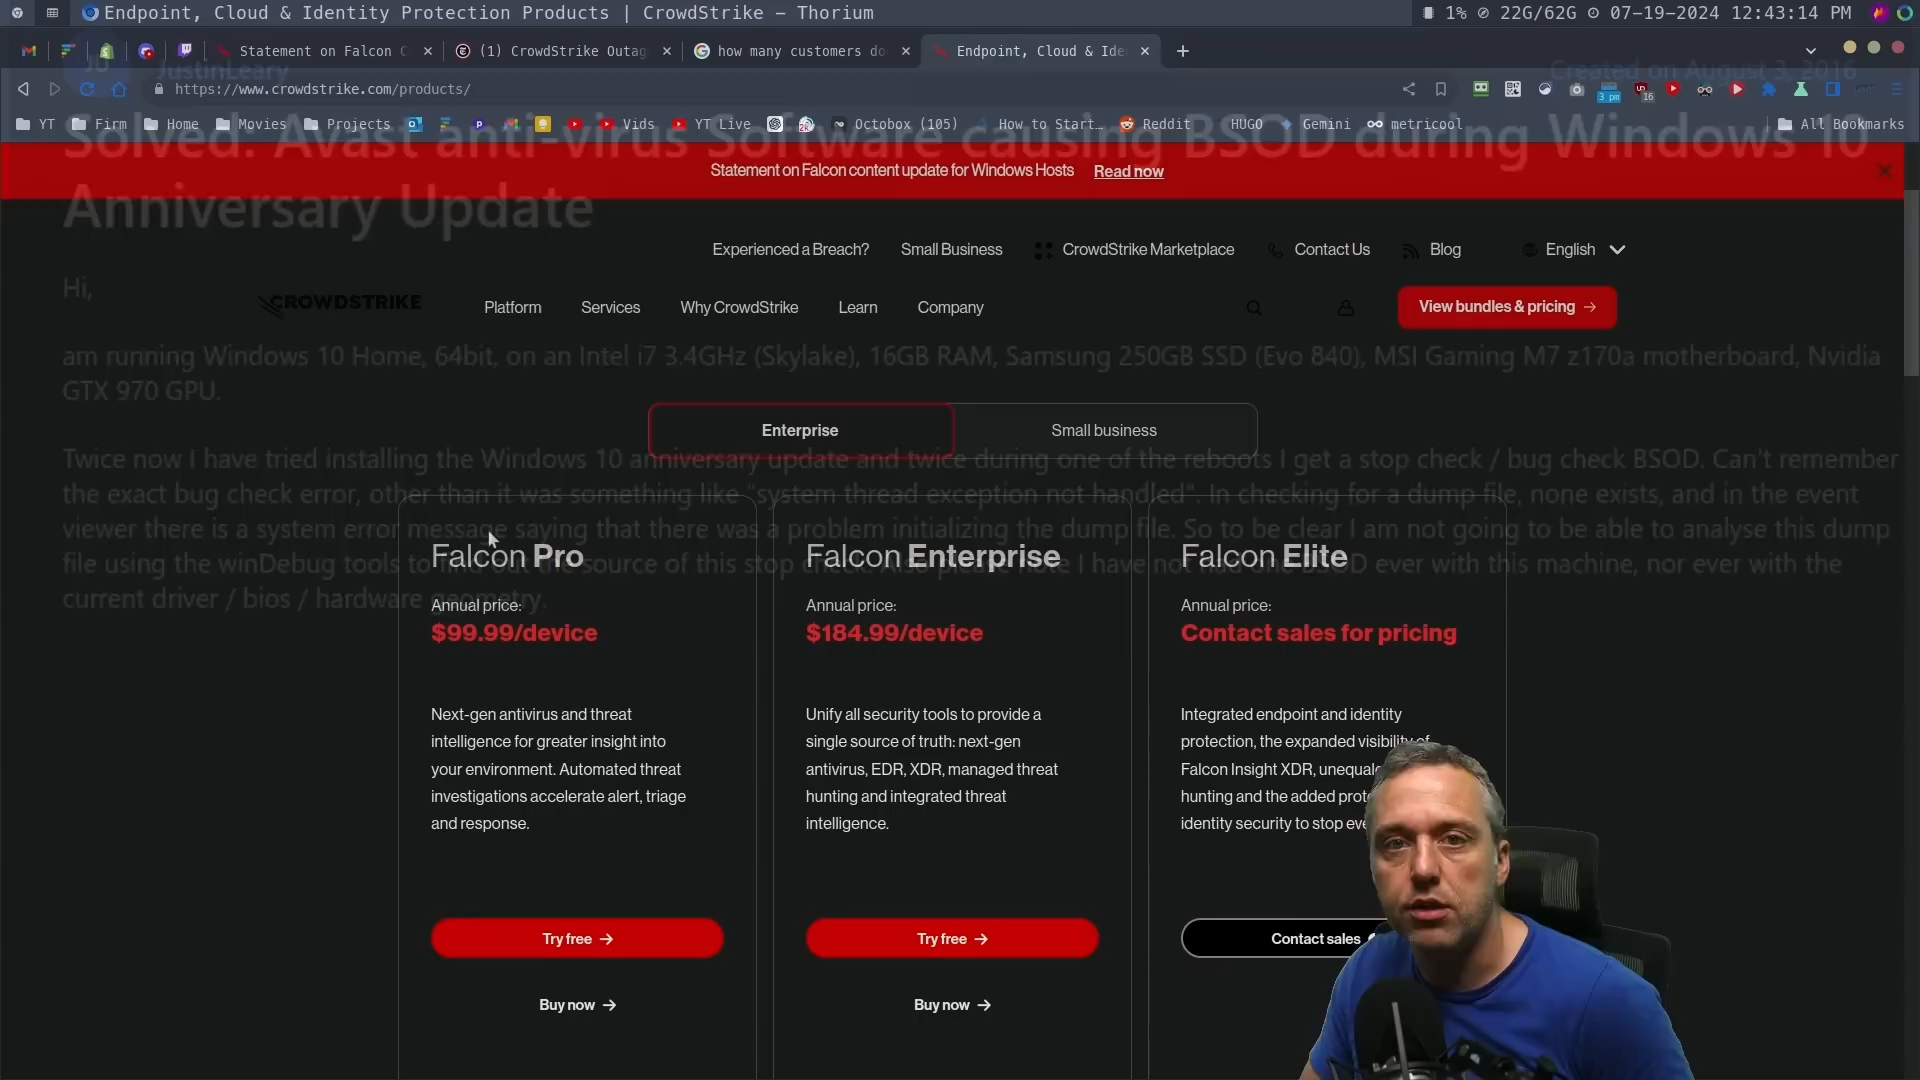 Endpoint, Cloud & Identity Protection Products | CrowdStrike – Thorium
1% 22G/62G 07-19-2024 12:43:14 PM
Statement on Falcon C
(1) CrowdStrike Outag
how many customers do
Endpoint, Cloud & Ide
JustinLeary
Created on August 3, 2016
https://www.crowdstrike.com/products/
3 pm
16
YT
Firm
Home
Movies
Projects
Vids
YT Live
Octobox (105)
How to Start…
Reddit
HUGO
Gemini
metricool
All Bookmarks
Solved: Avast anti-virus Software causing BSOD during Windows 10
Anniversary Update
Statement on Falcon content update for Windows Hosts Read now
Experienced a Breach?
Small Business
CrowdStrike Marketplace
Contact Us
Blog
English
Hi,
CROWDSTRIKE
Platform
Services
Why CrowdStrike
Learn
Company
View bundles & pricing →
am running Windows 10 Home, 64bit, on an Intel i7 3.4GHz (Skylake), 16GB RAM, Samsung 250GB SSD (Evo 840), MSI Gaming M7 z170a motherboard, Nvidia
GTX 970 GPU.
Enterprise
Small business
Twice now I have tried installing the Windows 10 anniversary update and twice during one of the reboots I get a stop check / bug check BSOD. Can't remember
the exact bug check error, other than it was something like "system thread exception not handled". In checking for a dump file, none exists, and in the event
viewer there is a system error message saying that there was a problem initializing the dump file. So to be clear I am not going to be able to analyse this dump
file using the winDebug tools to find out the source of this stop check. Also please note I have not had one BSOD ever with this machine, nor ever with the
current driver / bios / hardware geometry.
Falcon Pro
Annual price:
$99.99/device
Next-gen antivirus and threat
intelligence for greater insight into
your environment. Automated threat
investigations accelerate alert, triage
and response.
Try free →
Buy now →
Falcon Enterprise
Annual price:
$184.99/device
Unify all security tools to provide a
single source of truth: next-gen
antivirus, EDR, XDR, managed threat
hunting and integrated threat
intelligence.
Try free →
Buy now →
Falcon Elite
Annual price:
Contact sales for pricing
Integrated endpoint and identity
protection, the expanded visibility of
Falcon Insight XDR,
hunting and the added
identity security to stop
Contact sales